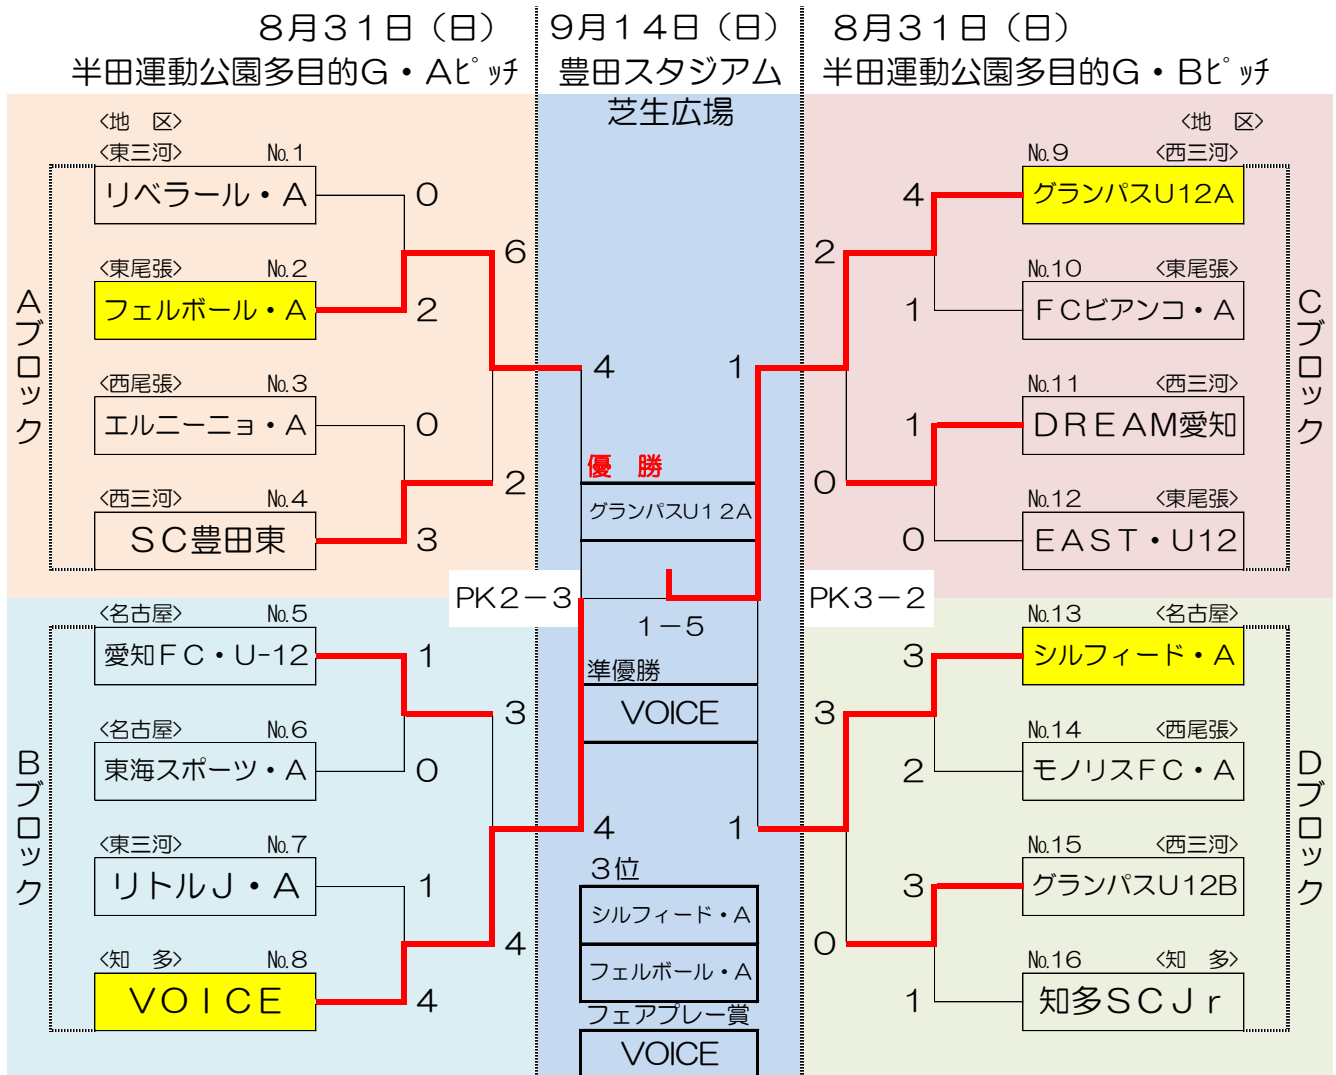 8月31日（日）
半田運動公園多目的G・Aピッチ
9月14日（日）
豊田スタジアム
芝生広場
8月31日（日）
半田運動公園多目的G・Bピッチ
Aブロック
<地　区>
<東三河> No.1
リベラール・A 0
6
<東尾張> No.2
フェルボール・A 2
4
<西尾張> No.3
エルニーニョ・A 0
2
<西三河> No.4
SC豊田東 3
PK2－3
Bブロック
<名古屋> No.5
愛知FC・U-12 1
3
<名古屋> No.6
東海スポーツ・A 0
4
<東三河> No.7
リトルJ・A 1
4
<知　多> No.8
VOICE 4
優　勝
グランパスU12A
1－5
準優勝
VOICE
3位
シルフィード・A
フェルボール・A
フェアプレー賞
VOICE
Cブロック
<地　区>
No.9 <西三河>
4 グランパスU12A
2
No.10 <東尾張>
1 FCビアンコ・A
1
No.11 <西三河>
1 DREAM愛知
0
No.12 <東尾張>
0 EAST・U12
PK3－2
Dブロック
No.13 <名古屋>
3 シルフィード・A
3
No.14 <西尾張>
2 モノリスFC・A
1
No.15 <西三河>
3 グランパスU12B
0
No.16 <知　多>
1 知多SCJr